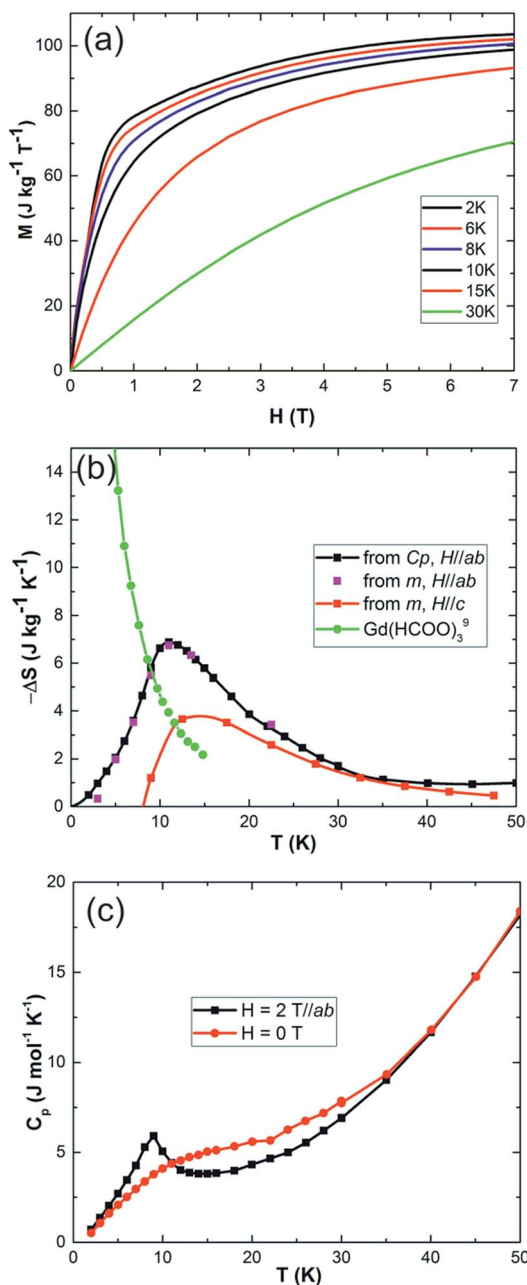 (a)
M (J kg⁻¹ T⁻¹)
100
80
60
40
20
0
2K
6K
8K
10K
15K
30K
0 1 2 3 4 5 6 7
H (T)
(b)
−ΔS (J kg⁻¹ K⁻¹)
14
12
10
8
6
4
2
0
from Cp, H//ab
from m, H//ab
from m, H//c
Gd(HCOO)₃⁹
0 10 20 30 40 50
T (K)
(c)
Cₚ (J mol⁻¹ K⁻¹)
20
15
10
5
0
H = 2 T//ab
H = 0 T
0 10 20 30 40 50
T (K)